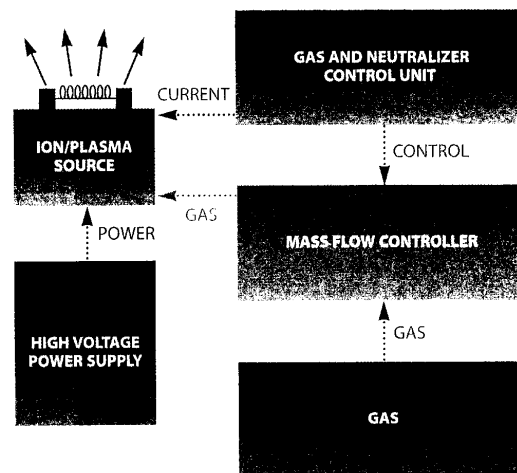 GAS AND NEUTRALIZER
CONTROL UNIT
CURRENT
ION/PLASMA
SOURCE
CONTROL
GAS
MASS-FLOW CONTROLLER
POWER
HIGH VOLTAGE
POWER SUPPLY
GAS
GAS